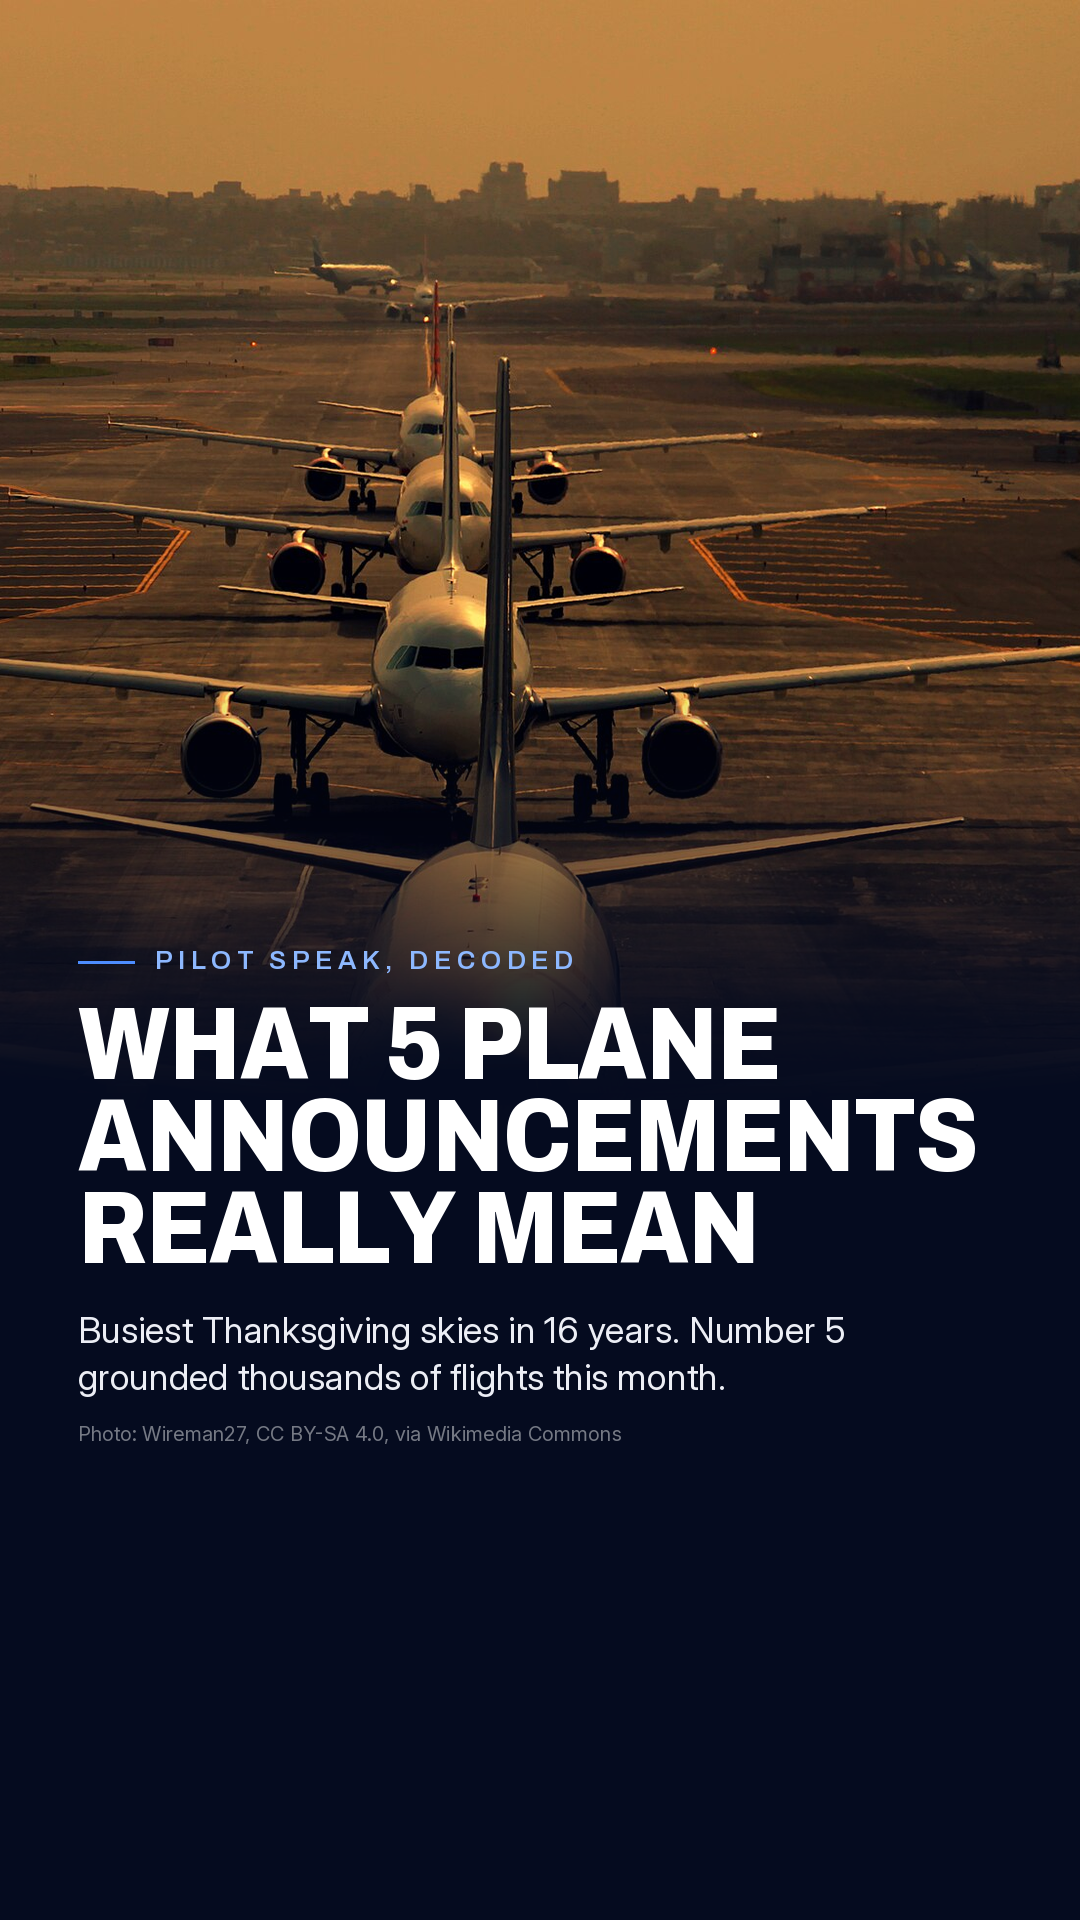 PILOT SPEAK, DECODED
WHAT 5 PLANE
ANNOUNCEMENTS
REALLY MEAN
Busiest Thanksgiving skies in 16 years. Number 5
grounded thousands of flights this month.
Photo: Wireman27, CC BY-SA 4.0, via Wikimedia Commons